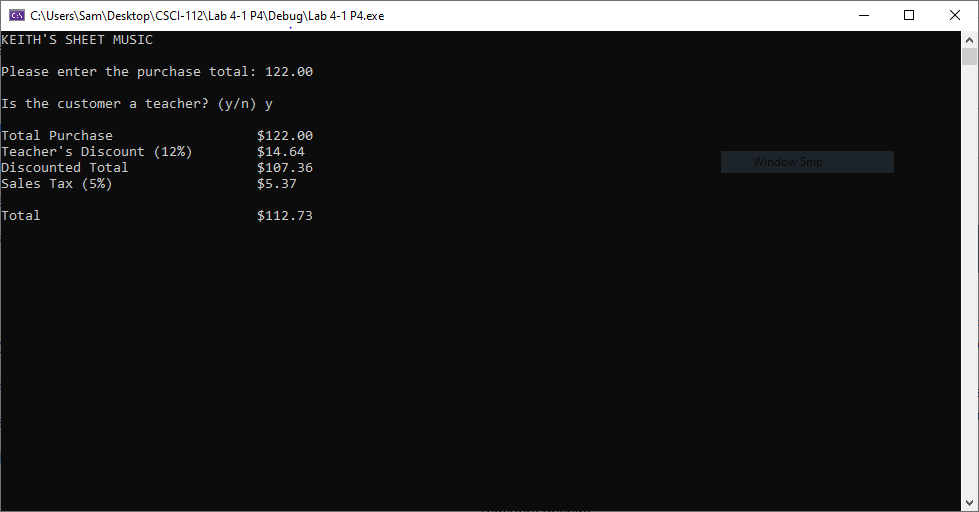 C:\Users\Sam\Desktop\CSCI-112\Lab 4-1 P4\Debug\Lab 4-1 P4.exe
KEITH'S SHEET MUSIC
Please enter the purchase total: 122.00
Is the customer a teacher? (y/n) y
Total Purchase $122.00
Teacher's Discount (12%) $14.64
Window Snip
Discounted Total $107.36
Sales Tax (5%) $5.37
Total $112.73